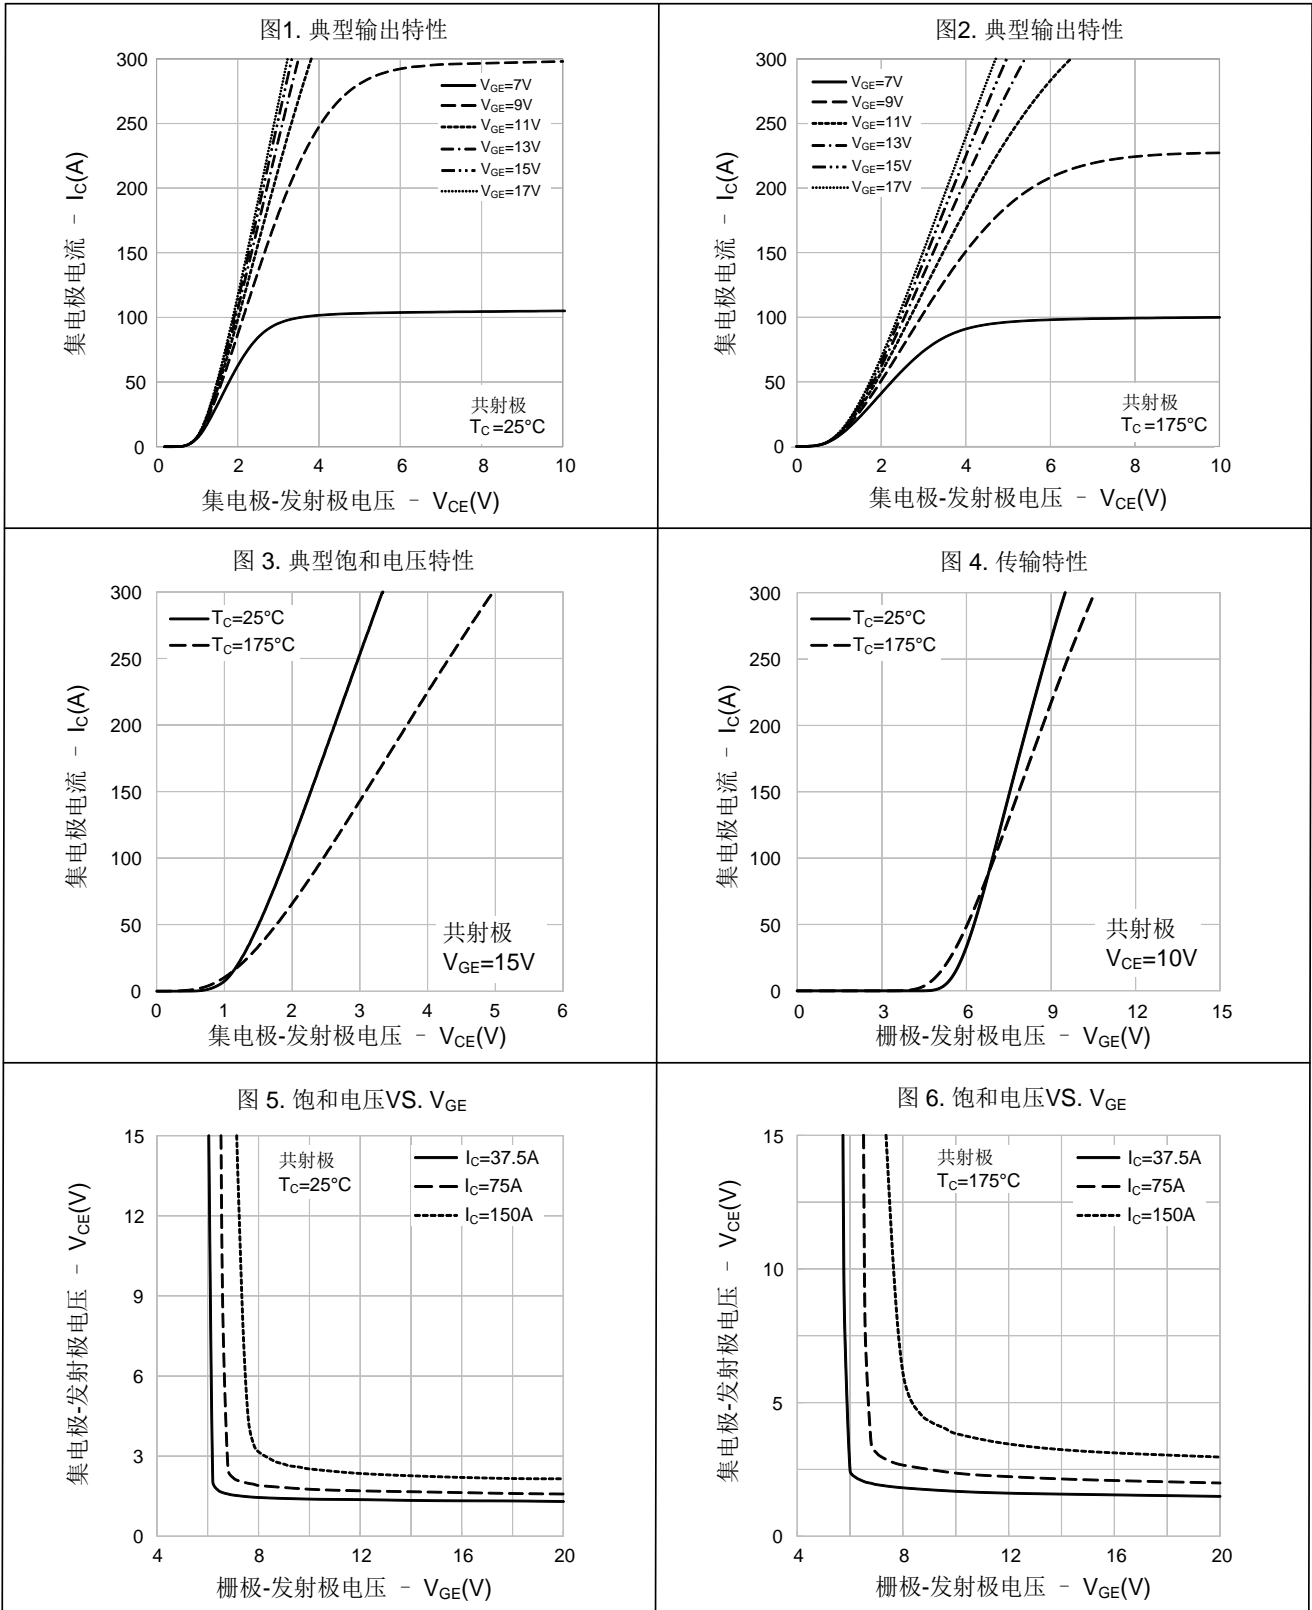 图1. 典型输出特性
300
250
200
150
100
50
0
0 2 4 6 8 10
集电极电流 - IC(A)
集电极-发射极电压 - VCE(V)
VGE=7V
VGE=9V
VGE=11V
VGE=13V
VGE=15V
VGE=17V
共射极
TC=25°C
图2. 典型输出特性
300
250
200
150
100
50
0
0 2 4 6 8 10
集电极电流 - IC(A)
集电极-发射极电压 - VCE(V)
VGE=7V
VGE=9V
VGE=11V
VGE=13V
VGE=15V
VGE=17V
共射极
TC=175°C
图 3. 典型饱和电压特性
300
250
200
150
100
50
0
0 1 2 3 4 5 6
集电极电流 - IC(A)
集电极-发射极电压 - VCE(V)
TC=25°C
TC=175°C
共射极
VGE=15V
图 4. 传输特性
300
250
200
150
100
50
0
0 3 6 9 12 15
集电极电流 - IC(A)
栅极-发射极电压 - VGE(V)
TC=25°C
TC=175°C
共射极
VCE=10V
图 5. 饱和电压VS. VGE
15
12
9
6
3
0
4 8 12 16 20
集电极-发射极电压 - VCE(V)
栅极-发射极电压 - VGE(V)
共射极
TC=25°C
IC=37.5A
IC=75A
IC=150A
图 6. 饱和电压VS. VGE
15
10
5
0
4 8 12 16 20
集电极-发射极电压 - VCE(V)
栅极-发射极电压 - VGE(V)
共射极
TC=175°C
IC=37.5A
IC=75A
IC=150A